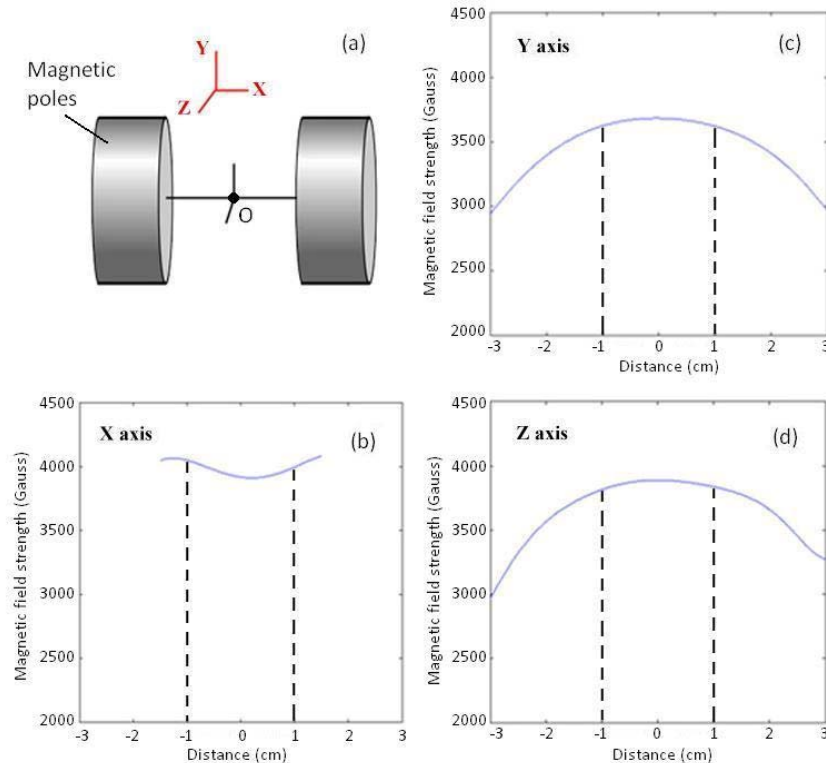 (a)
Y
X
Z
Magnetic
poles
O
Y axis
(c)
Magnetic field strength (Gauss)
4500
4000
3500
3000
2500
2000
-3 -2 -1 0 1 2 3
Distance (cm)
X axis
(b)
Magnetic field strength (Gauss)
4500
4000
3500
3000
2500
2000
-3 -2 -1 0 1 2 3
Distance (cm)
Z axis
(d)
Magnetic field strength (Gauss)
4500
4000
3500
3000
2500
2000
-3 -2 -1 0 1 2 3
Distance (cm)